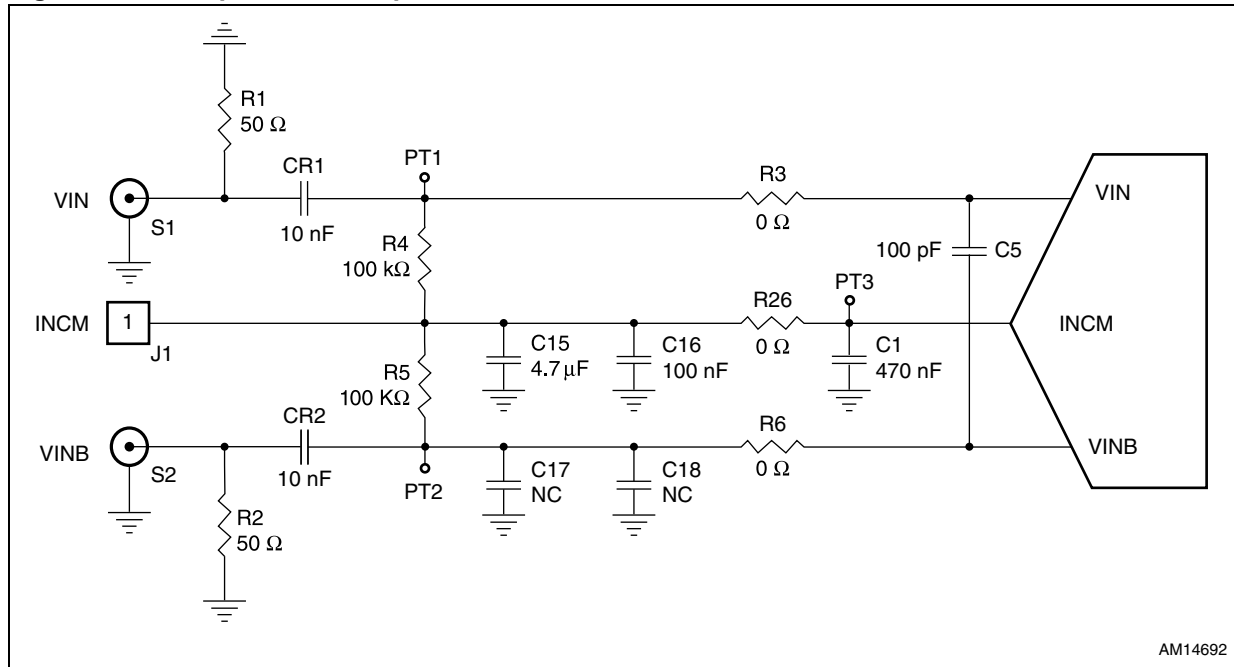 R1
50 Ω
CR1
10 nF
PT1
VIN
S1
R3
0 Ω
VIN
R4
100 kΩ
100 pF
C5
PT3
R26
0 Ω
INCM
1
J1
INCM
C15
4.7 µF
C16
100 nF
C1
470 nF
R5
100 KΩ
CR2
10 nF
R6
0 Ω
VINB
S2
VINB
PT2
C17
NC
C18
NC
R2
50 Ω
AM14692